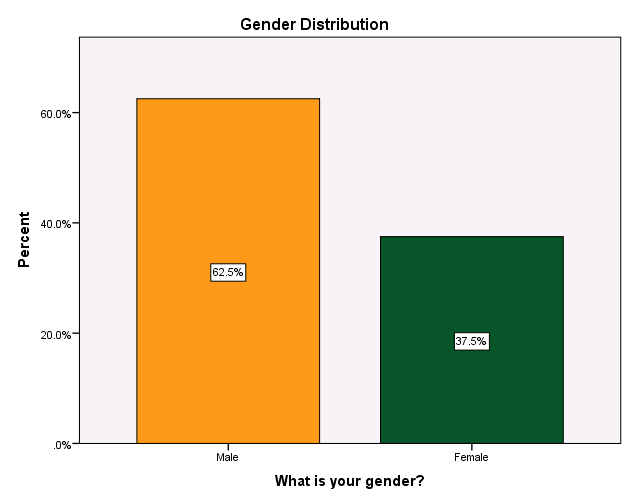 Gender Distribution
Percent
60.0%
40.0%
20.0%
.0%
62.5%
37.5%
Male
Female
What is your gender?